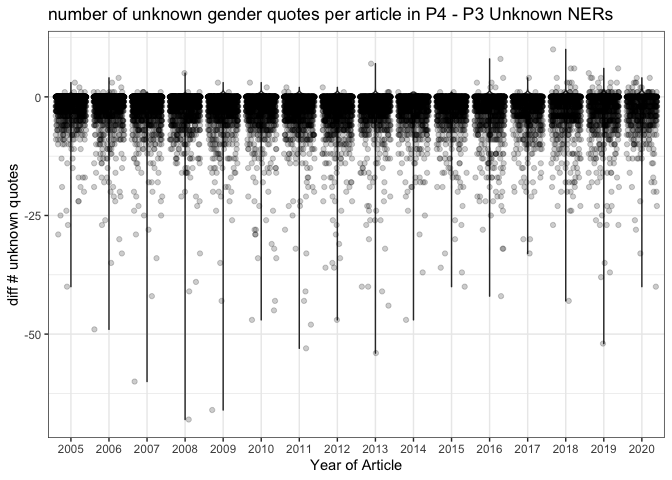 number of unknown gender quotes per article in P4 - P3 Unknown NERs
diff # unknown quotes
0
-25
-50
2005 2006 2007 2008 2009 2010 2011 2012 2013 2014 2015 2016 2017 2018 2019 2020
Year of Article